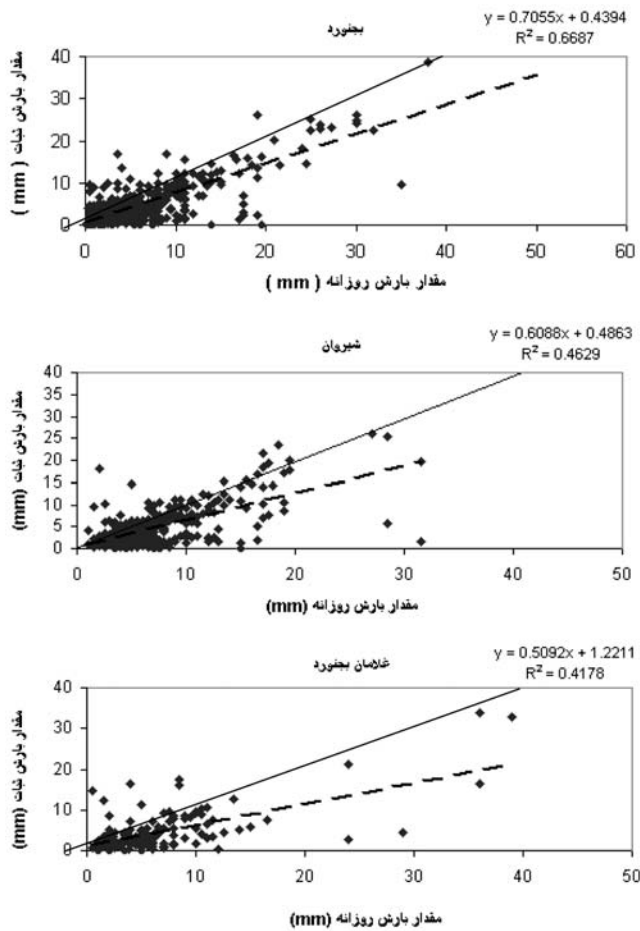 بجنورد
y = 0.7055x + 0.4394
R² = 0.6687
مقدار بارش ثبات ( mm )
40
30
20
10
0
0 10 20 30 40 50 60
مقدار بارش روزانه ( mm )
شیروان
y = 0.6088x + 0.4863
R² = 0.4629
مقدار بارش ثبات (mm)
40
35
30
25
20
15
10
5
0
0 10 20 30 40 50
مقدار بارش روزانه (mm)
غلامان بجنورد
y = 0.5092x + 1.2211
R² = 0.4178
مقدار بارش ثبات (mm)
40
30
20
10
0
0 10 20 30 40 50
مقدار بارش روزانه (mm)